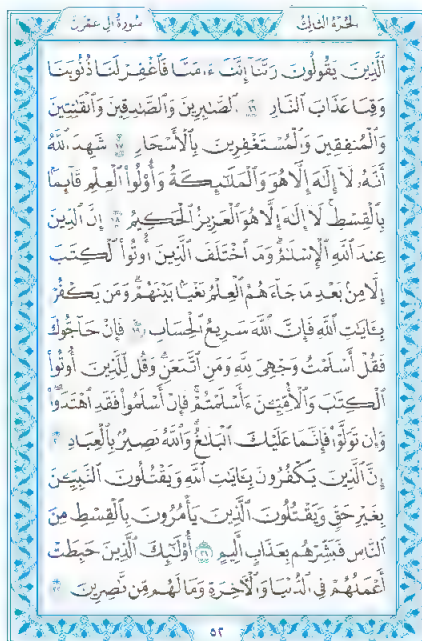 الجزء الثالث سورة آل عمران
ٱلَّذِينَ يَقُولُونَ رَبَّنَآ إِنَّنَآ ءَامَنَّا فَٱغْفِرْ لَنَا ذُنُوبَنَا
وَقِنَا عَذَابَ ٱلنَّارِ ١٦ ٱلصَّٰبِرِينَ وَٱلصَّٰدِقِينَ وَٱلْقَٰنِتِينَ
وَٱلْمُنفِقِينَ وَٱلْمُسْتَغْفِرِينَ بِٱلْأَسْحَارِ ١٧ شَهِدَ ٱللَّهُ
أَنَّهُۥ لَآ إِلَٰهَ إِلَّا هُوَ وَٱلْمَلَٰٓئِكَةُ وَأُو۟لُوا۟ ٱلْعِلْمِ قَآئِمًۢا
بِٱلْقِسْطِ ۚ لَآ إِلَٰهَ إِلَّا هُوَ ٱلْعَزِيزُ ٱلْحَكِيمُ ١٨ إِنَّ ٱلدِّينَ
عِندَ ٱللَّهِ ٱلْإِسْلَٰمُ ۗ وَمَا ٱخْتَلَفَ ٱلَّذِينَ أُوتُوا۟ ٱلْكِتَٰبَ
إِلَّا مِنۢ بَعْدِ مَا جَآءَهُمُ ٱلْعِلْمُ بَغْيًۢا بَيْنَهُمْ ۗ وَمَن يَكْفُرْ
بِـَٔايَٰتِ ٱللَّهِ فَإِنَّ ٱللَّهَ سَرِيعُ ٱلْحِسَابِ ١٩ فَإِنْ حَآجُّوكَ
فَقُلْ أَسْلَمْتُ وَجْهِىَ لِلَّهِ وَمَنِ ٱتَّبَعَنِ ۗ وَقُل لِّلَّذِينَ أُوتُوا۟
ٱلْكِتَٰبَ وَٱلْأُمِّيِّـۧنَ ءَأَسْلَمْتُمْ ۚ فَإِنْ أَسْلَمُوا۟ فَقَدِ ٱهْتَدَوا۟
وَّإِن تَوَلَّوْا۟ فَإِنَّمَا عَلَيْكَ ٱلْبَلَٰغُ ۗ وَٱللَّهُ بَصِيرٌۢ بِٱلْعِبَادِ ٢٠
إِنَّ ٱلَّذِينَ يَكْفُرُونَ بِـَٔايَٰتِ ٱللَّهِ وَيَقْتُلُونَ ٱلنَّبِيِّـۧنَ
بِغَيْرِ حَقٍّ وَيَقْتُلُونَ ٱلَّذِينَ يَأْمُرُونَ بِٱلْقِسْطِ مِنَ
ٱلنَّاسِ فَبَشِّرْهُم بِعَذَابٍ أَلِيمٍ ٢١ أُو۟لَٰٓئِكَ ٱلَّذِينَ حَبِطَتْ
أَعْمَٰلُهُمْ فِى ٱلدُّنْيَا وَٱلْـَٔاخِرَةِ وَمَا لَهُم مِّن نَّٰصِرِينَ ٢٢
٥٢